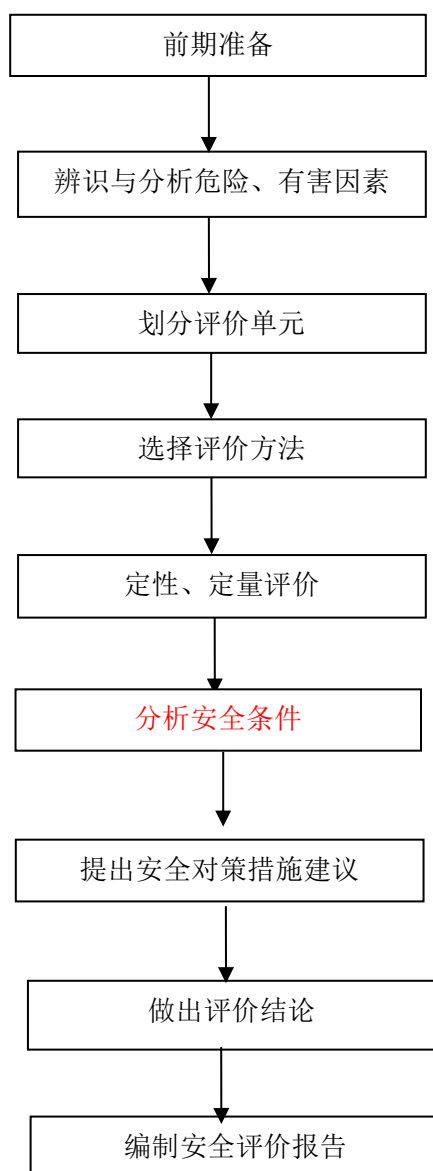 前期准备
辨识与分析危险、有害因素
划分评价单元
选择评价方法
定性、定量评价
分析安全条件
提出安全对策措施建议
做出评价结论
编制安全评价报告